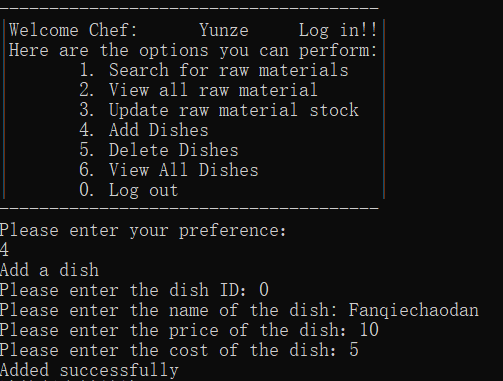 Welcome Chef: Yunze Log in!!
Here are the options you can perform:
1. Search for raw materials
2. View all raw material
3. Update raw material stock
4. Add Dishes
5. Delete Dishes
6. View All Dishes
0. Log out
Please enter your preference:
4
Add a dish
Please enter the dish ID: 0
Please enter the name of the dish: Fanqiechaodan
Please enter the price of the dish: 10
Please enter the cost of the dish: 5
Added successfully